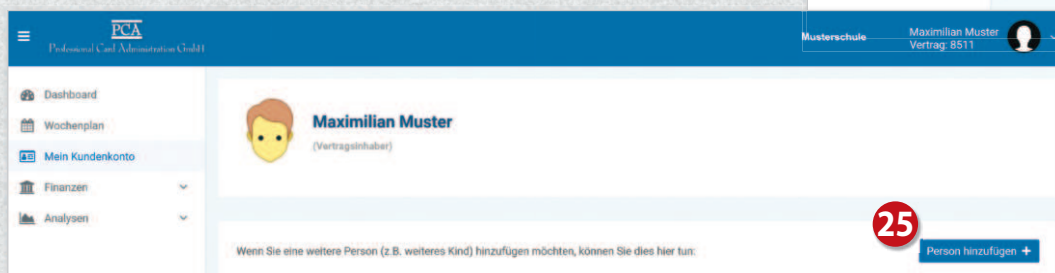 PCA
Professional Card Administration GmbH
Musterschule
Maximilian Muster
Vertrag: 8511
Dashboard
Wochenplan
Mein Kundenkonto
Finanzen
Analysen
Maximilian Muster
(Vertragsinhaber)
25
Wenn Sie eine weitere Person (z.B. weiteres Kind) hinzufügen möchten, können Sie dies hier tun:
Person hinzufügen +